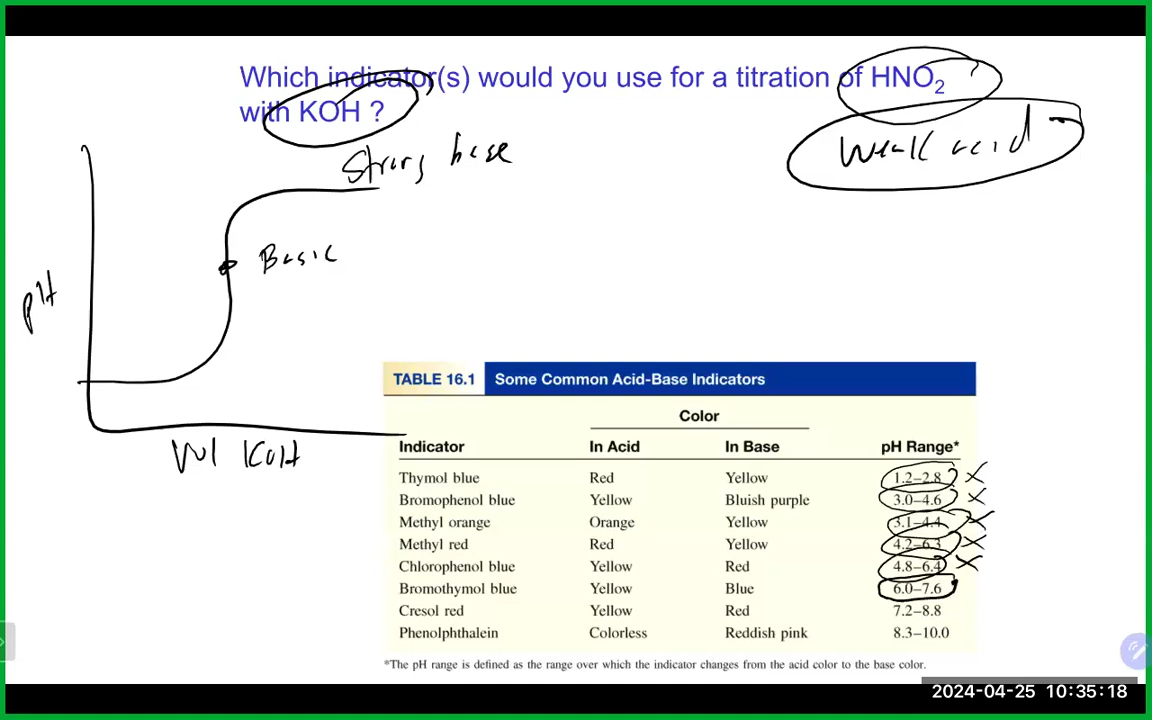 Which indicator(s) would you use for a titration of HNO2
with KOH ?
Weak acid
Strong base
Basic
pH
Vol KOH
TABLE 16.1 Some Common Acid-Base Indicators
Color
Indicator In Acid In Base pH Range*
Thymol blue Red Yellow 1.2–2.8 X
Bromophenol blue Yellow Bluish purple 3.0–4.6 X
Methyl orange Orange Yellow 3.1–4.4 X
Methyl red Red Yellow 4.2–6.3 X
Chlorophenol blue Yellow Red 4.8–6.4 X
Bromothymol blue Yellow Blue 6.0–7.6
Cresol red Yellow Red 7.2–8.8
Phenolphthalein Colorless Reddish pink 8.3–10.0
*The pH range is defined as the range over which the indicator changes from the acid color to the base color.
2024-04-25 10:35:18